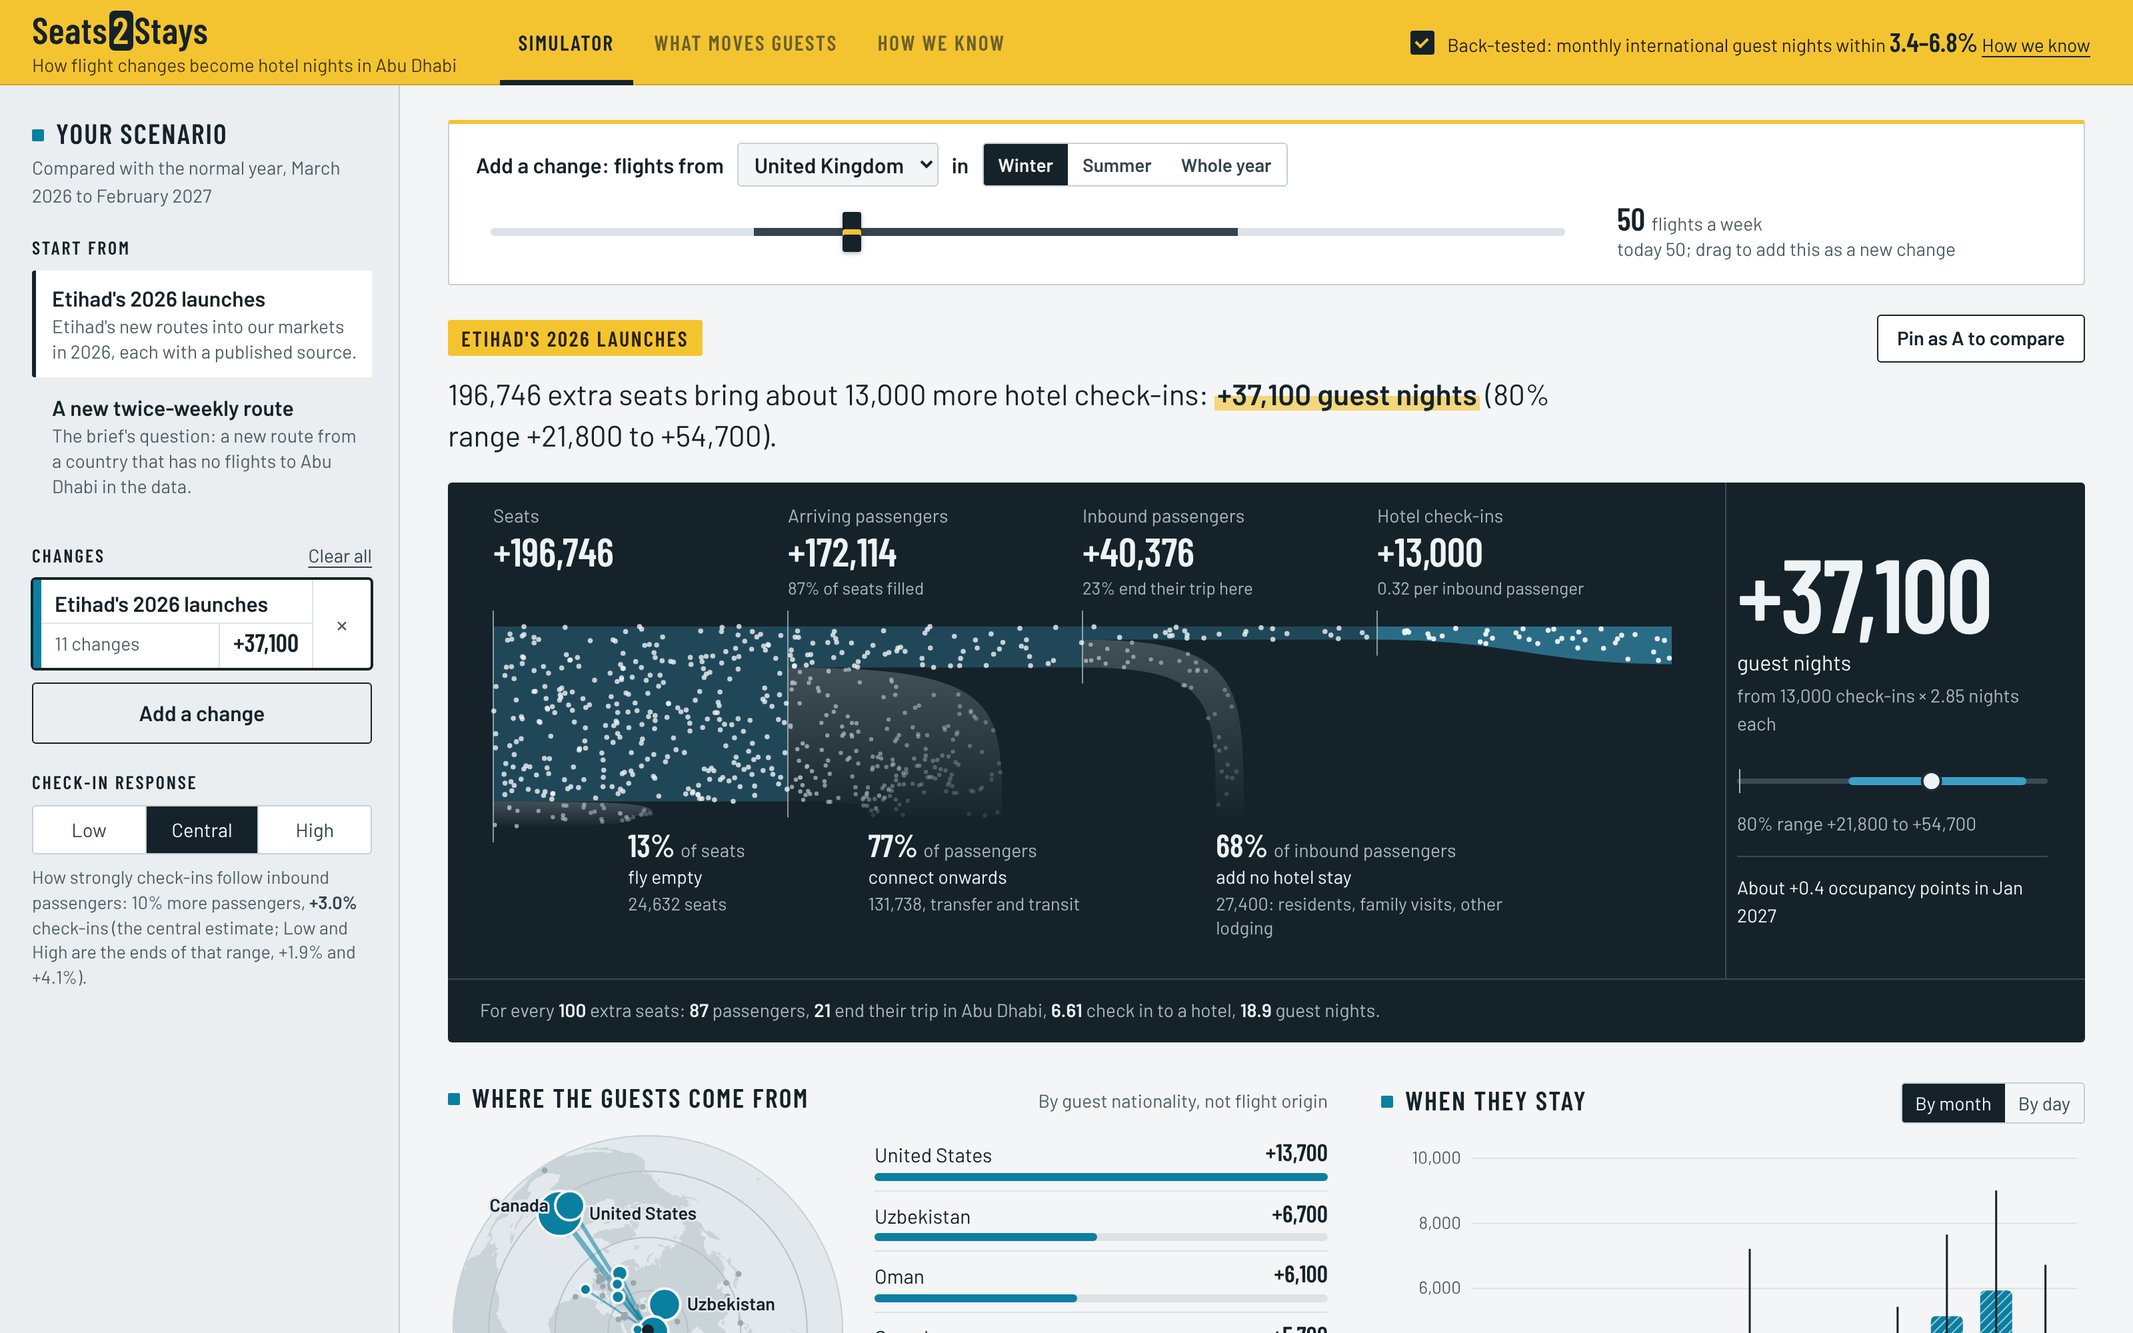 Seats2Stays
How flight changes become hotel nights in Abu Dhabi
SIMULATOR
WHAT MOVES GUESTS
HOW WE KNOW
Back-tested: monthly international guest nights within 3.4–6.8% How we know
YOUR SCENARIO
Compared with the normal year, March
2026 to February 2027
START FROM
Etihad's 2026 launches
Etihad's new routes into our markets
in 2026, each with a published source.
A new twice-weekly route
The brief's question: a new route from
a country that has no flights to Abu
Dhabi in the data.
CHANGES
Clear all
Etihad's 2026 launches
11 changes
+37,100
×
Add a change
CHECK-IN RESPONSE
Low
Central
High
How strongly check-ins follow inbound
passengers: 10% more passengers, +3.0%
check-ins (the central estimate; Low and
High are the ends of that range, +1.9% and
+4.1%).
Add a change: flights from
United Kingdom
in
Winter
Summer
Whole year
50 flights a week
today 50; drag to add this as a new change
ETIHAD'S 2026 LAUNCHES
Pin as A to compare
196,746 extra seats bring about 13,000 more hotel check-ins: +37,100 guest nights (80%
range +21,800 to +54,700).
Seats
+196,746
Arriving passengers
+172,114
87% of seats filled
Inbound passengers
+40,376
23% end their trip here
Hotel check-ins
+13,000
0.32 per inbound passenger
13% of seats
fly empty
24,632 seats
77% of passengers
connect onwards
131,738, transfer and transit
68% of inbound passengers
add no hotel stay
27,400: residents, family visits, other
lodging
+37,100
guest nights
from 13,000 check-ins × 2.85 nights
each
80% range +21,800 to +54,700
About +0.4 occupancy points in Jan
2027
For every 100 extra seats: 87 passengers, 21 end their trip in Abu Dhabi, 6.61 check in to a hotel, 18.9 guest nights.
WHERE THE GUESTS COME FROM
By guest nationality, not flight origin
Canada
United States
Uzbekistan
United States
+13,700
Uzbekistan
+6,700
Oman
+6,100
WHEN THEY STAY
By month
By day
10,000
8,000
6,000